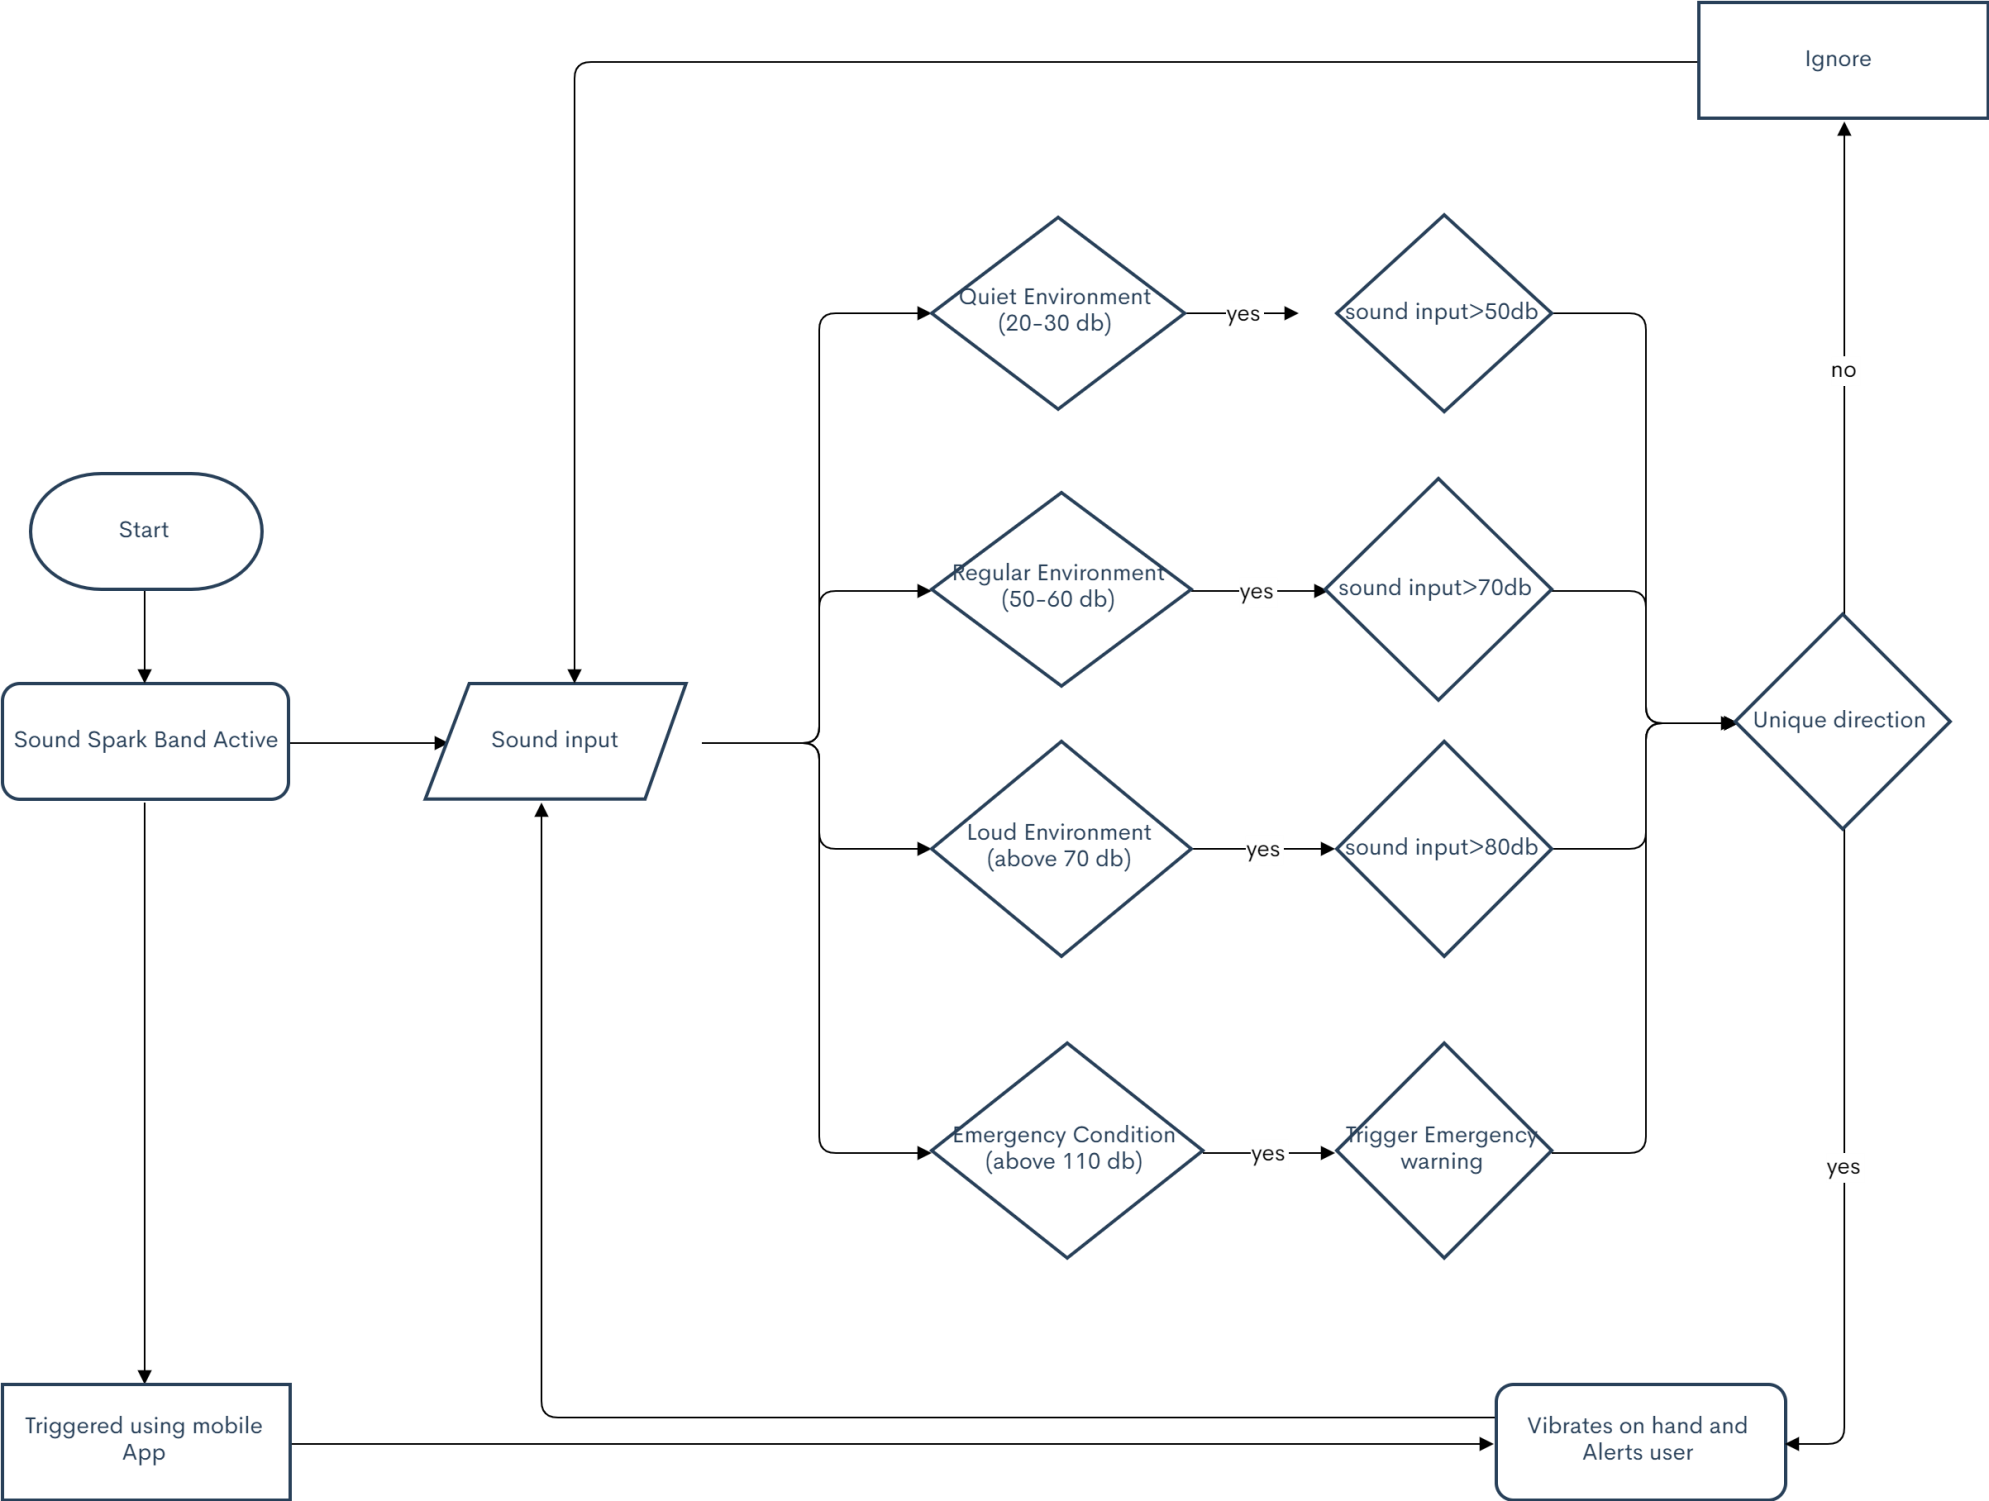 Ignore
Quiet Environment
(20-30 db)
yes
sound input>50db
no
Start
Regular Environment
(50-60 db)
yes
sound input>70db
Sound Spark Band Active
Sound input
Unique direction
Loud Environment
(above 70 db)
yes
sound input>80db
Emergency Condition
(above 110 db)
yes
Trigger Emergency
warning
yes
Triggered using mobile
App
Vibrates on hand and
Alerts user